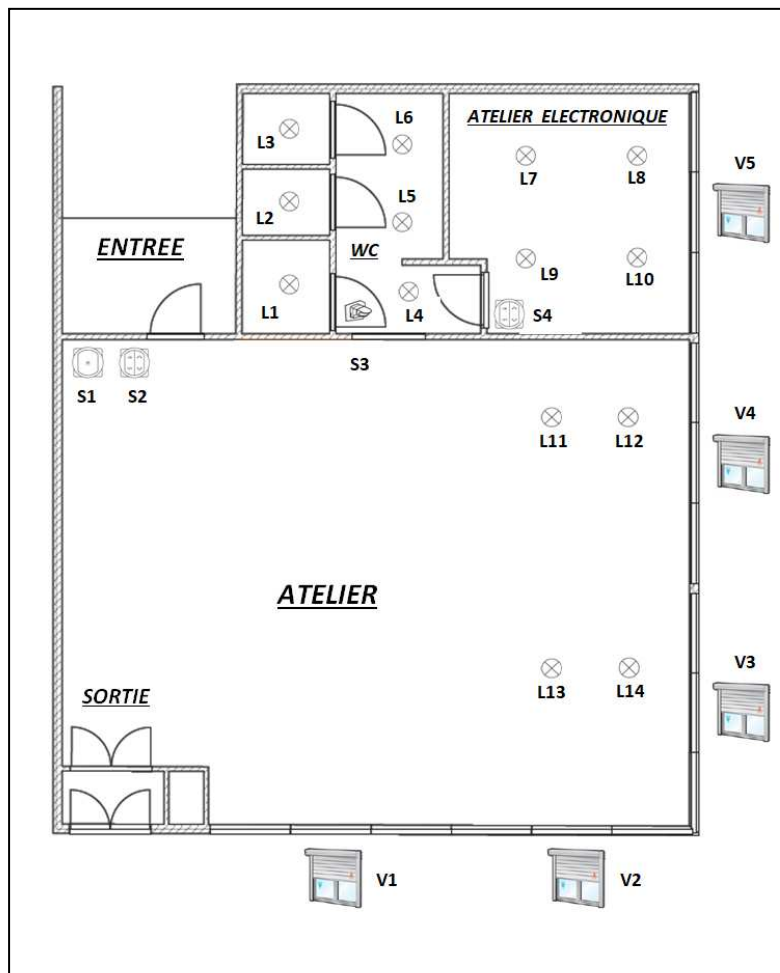 L6
ATELIER ELECTRONIQUE
L3
L7
L8
V5
L2
L5
ENTREE
WC
L9
L10
L1
L4
S4
S3
S1
S2
V4
L11
L12
ATELIER
V3
SORTIE
L13
L14
V1
V2